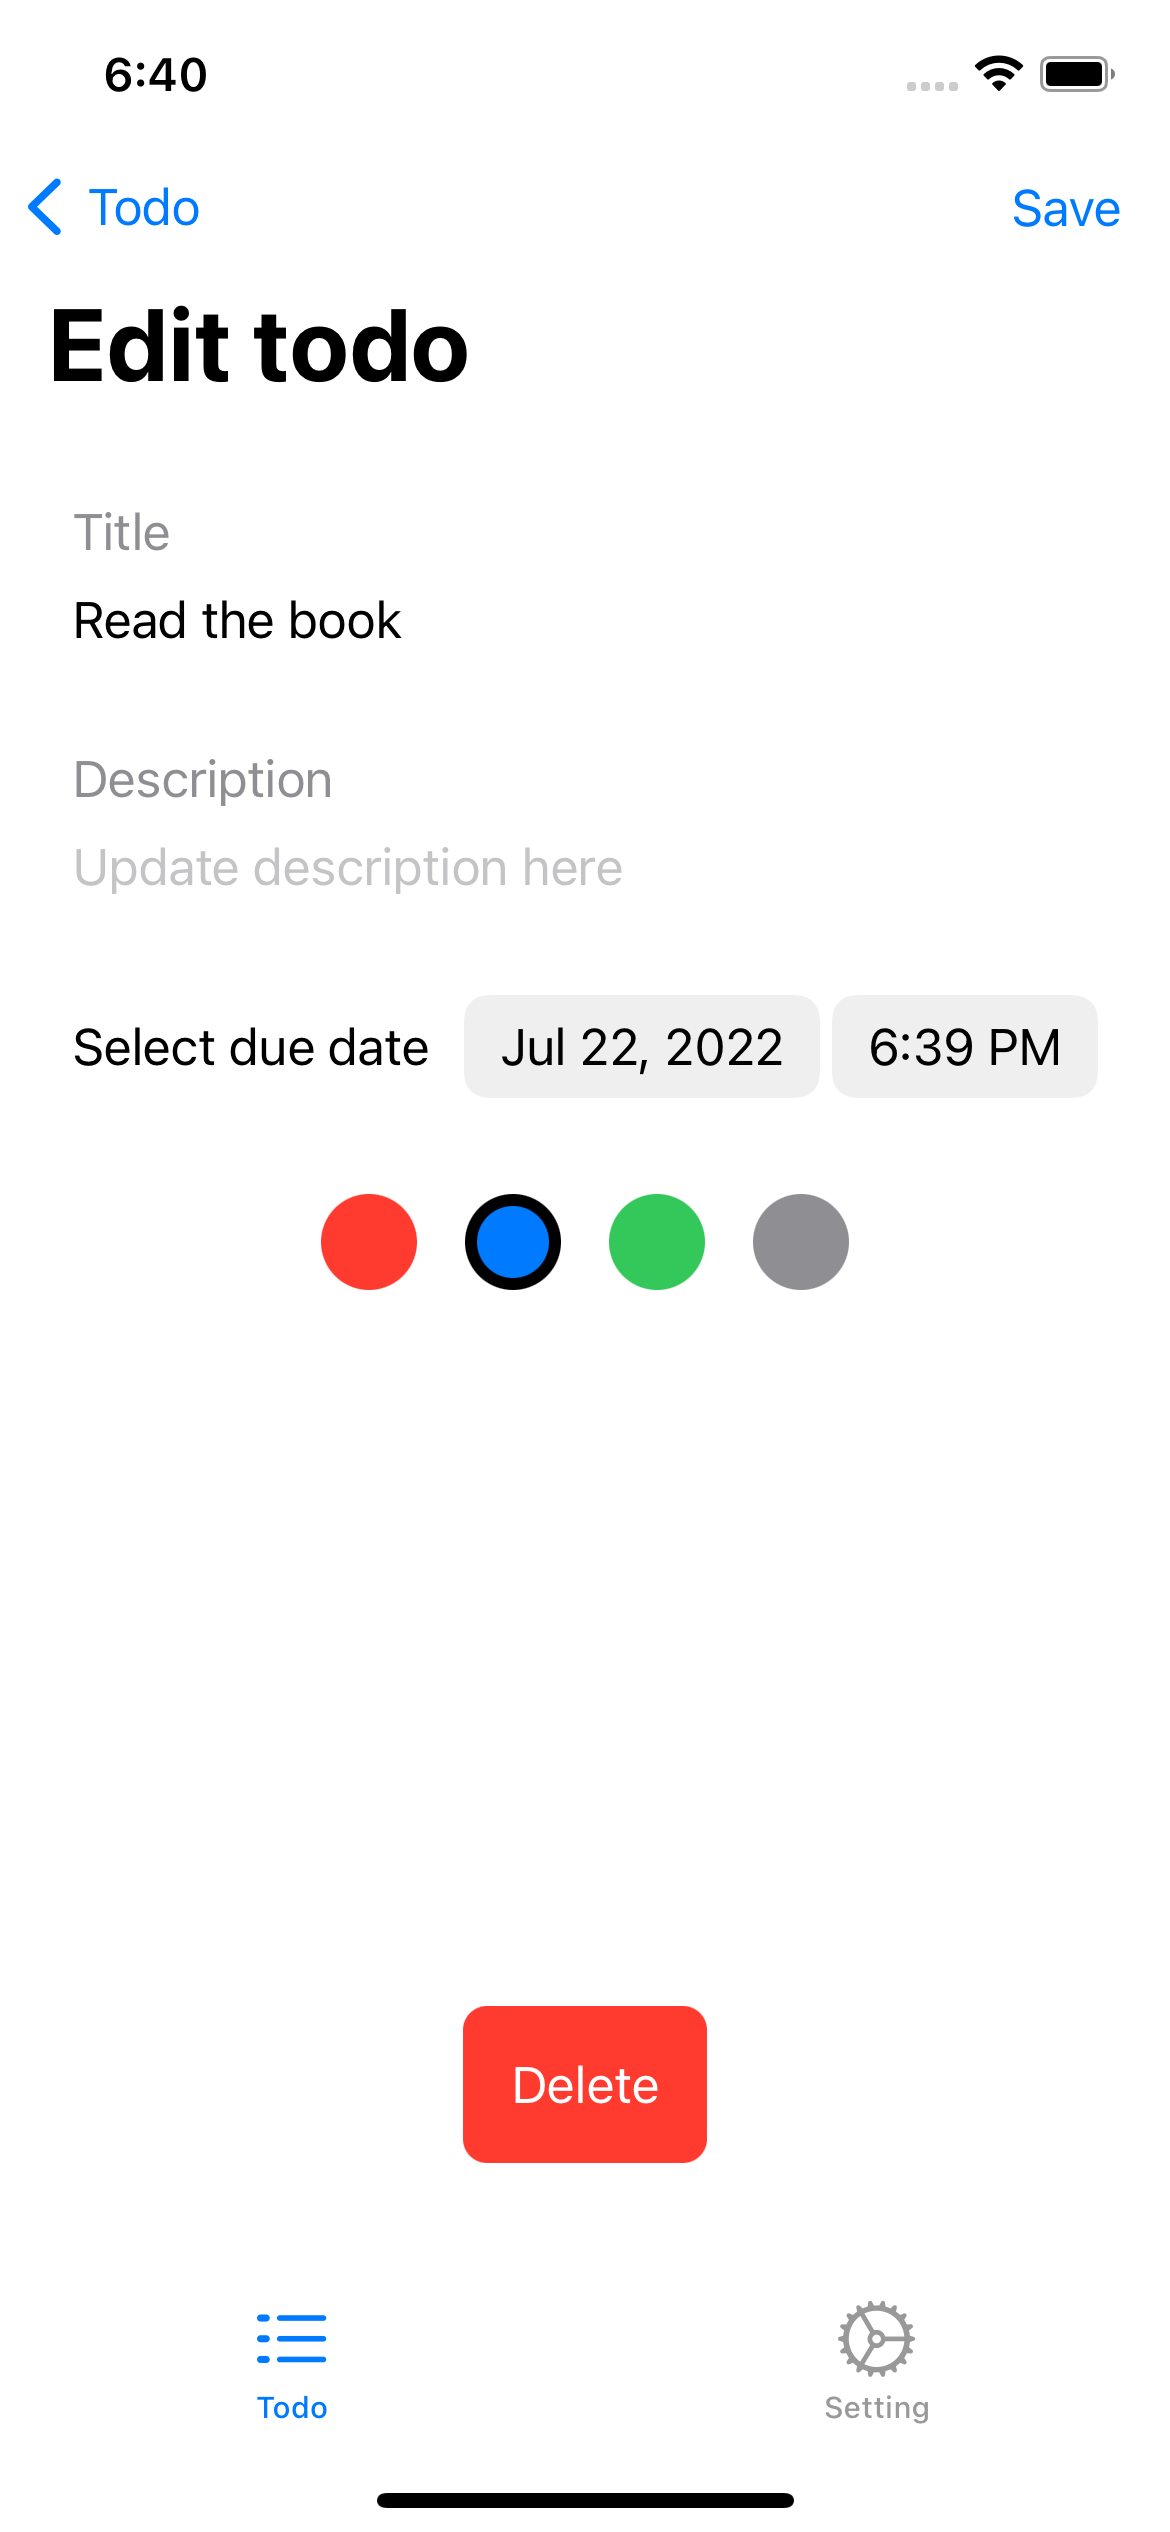 6:40
Todo
Save
Edit todo
Title
Read the book
Description
Update description here
Select due date Jul 22, 2022 6:39 PM
Delete
Todo
Setting